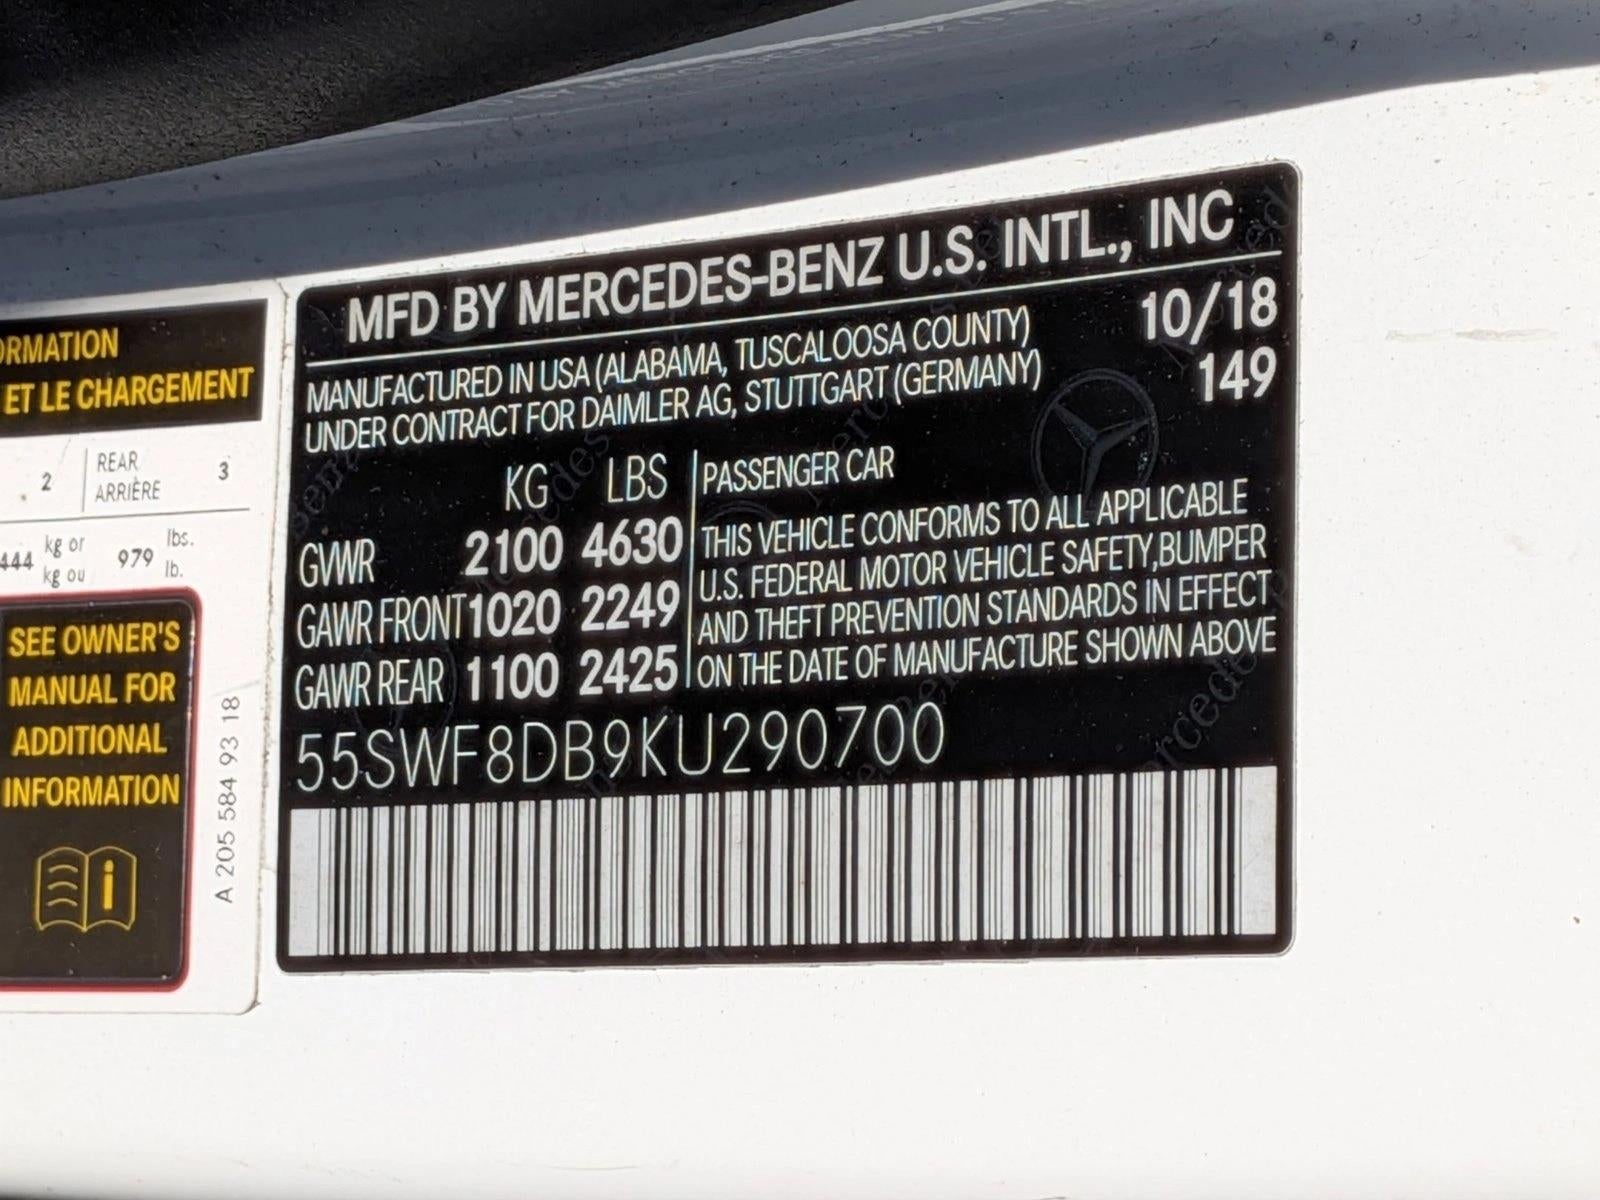 MFD BY MERCEDES-BENZ U.S. INTL., INC
10/18
MANUFACTURED IN USA (ALABAMA, TUSCALOOSA COUNTY)
149
UNDER CONTRACT FOR DAIMLER AG, STUTTGART (GERMANY)
KG LBS
GVWR 2100 4630
GAWR FRONT 1020 2249
GAWR REAR 1100 2425
PASSENGER CAR
THIS VEHICLE CONFORMS TO ALL APPLICABLE
U.S. FEDERAL MOTOR VEHICLE SAFETY,BUMPER
AND THEFT PREVENTION STANDARDS IN EFFECT
ON THE DATE OF MANUFACTURE SHOWN ABOVE
55SWF8DB9KU290700
ET LE CHARGEMENT
2 REAR 3
ARRIÈRE
kg or 979 lbs.
kg ou lb.
SEE OWNER'S
MANUAL FOR
ADDITIONAL
INFORMATION
A 205 584 93 18